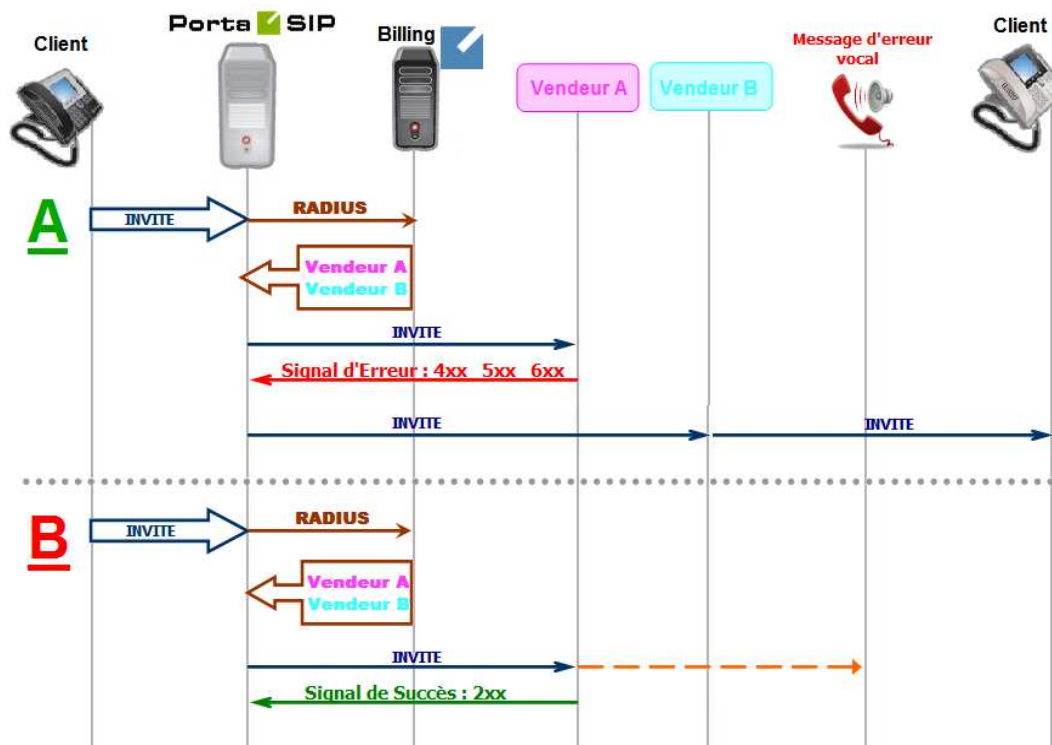 Client
Porta SIP
Billing
Vendeur A
Vendeur B
Message d'erreur
vocal
Client
A
INVITE
RADIUS
Vendeur A
Vendeur B
INVITE
Signal d'Erreur : 4xx 5xx 6xx
INVITE
INVITE
B
INVITE
RADIUS
Vendeur A
Vendeur B
INVITE
Signal de Succès : 2xx